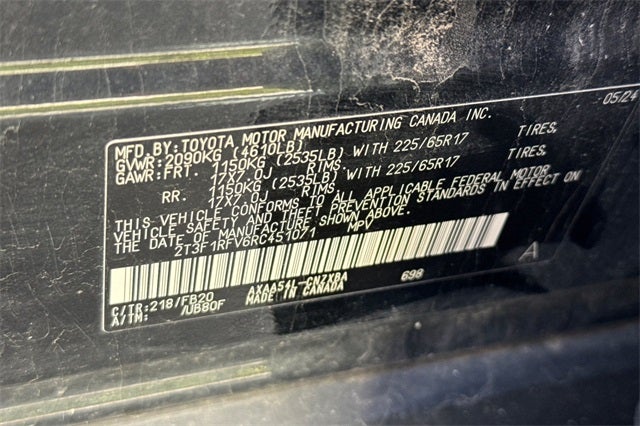 MFD. BY: TOYOTA MOTOR MANUFACTURING CANADA INC. 05/24
GVWR: 2090KG (4610LB)
GAWR: FRT. 1150KG (2535LB) WITH 225/65R17 TIRES,
17X7.0J RIMS
RR. 1150KG (2535LB) WITH 225/65R17 TIRES,
17X7.0J RIMS
THIS VEHICLE CONFORMS TO ALL APPLICABLE FEDERAL MOTOR
VEHICLE SAFETY AND THEFT PREVENTION STANDARDS IN EFFECT ON
THE DATE OF MANUFACTURE SHOWN ABOVE.
2T3F1RFV6RC451071 MPV
A
C/TR: 218/FB20 AXAA54L-CNZXBA 698
A/TM: /UB80F MADE IN CANADA